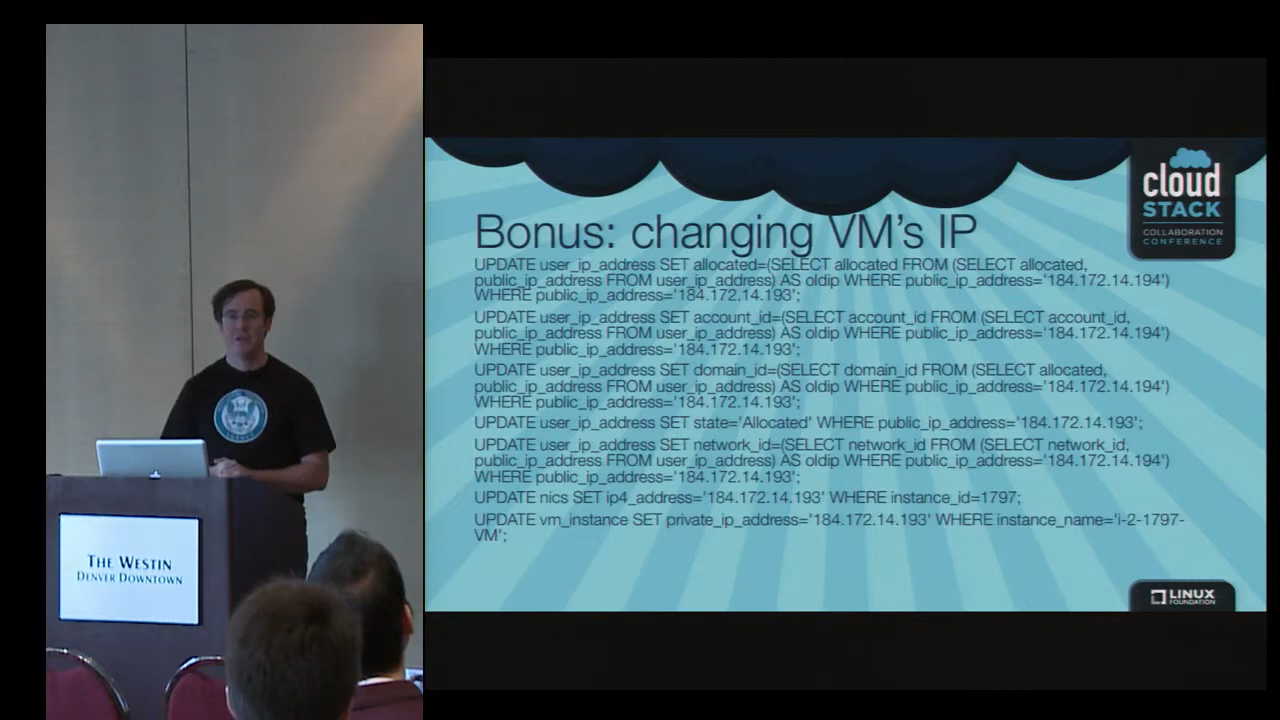 cloud
STACK
COLLABORATION
CONFERENCE
Bonus: changing VM's IP
UPDATE user_ip_address SET allocated=(SELECT allocated FROM (SELECT allocated,
public_ip_address FROM user_ip_address) AS oldip WHERE public_ip_address='184.172.14.194')
WHERE public_ip_address='184.172.14.193';
UPDATE user_ip_address SET account_id=(SELECT account_id FROM (SELECT account_id,
public_ip_address FROM user_ip_address) AS oldip WHERE public_ip_address='184.172.14.194')
WHERE public_ip_address='184.172.14.193';
UPDATE user_ip_address SET domain_id=(SELECT domain_id FROM (SELECT allocated,
public_ip_address FROM user_ip_address) AS oldip WHERE public_ip_address='184.172.14.194')
WHERE public_ip_address='184.172.14.193';
UPDATE user_ip_address SET state='Allocated' WHERE public_ip_address='184.172.14.193';
UPDATE user_ip_address SET network_id=(SELECT network_id FROM (SELECT network_id,
public_ip_address FROM user_ip_address) AS oldip WHERE public_ip_address='184.172.14.194')
WHERE public_ip_address='184.172.14.193';
UPDATE nics SET ip4_address='184.172.14.193' WHERE instance_id=1797;
UPDATE vm_instance SET private_ip_address='184.172.14.193' WHERE instance_name='i-2-1797-
VM';
LINUX
FOUNDATION
THE WESTIN
DENVER DOWNTOWN